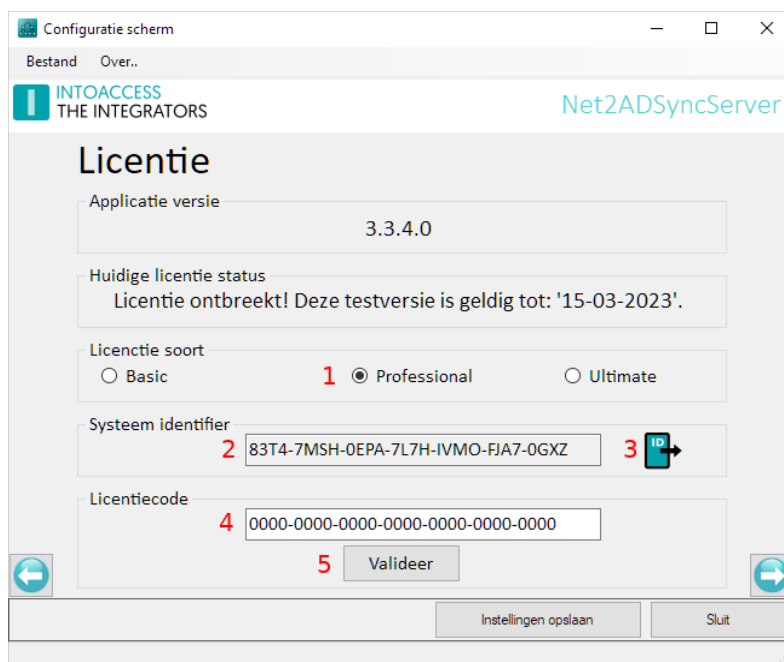 Configuratie scherm
Bestand Over..
INTOACCESS
THE INTEGRATORS
Net2ADSyncServer
Licentie
Applicatie versie
3.3.4.0
Huidige licentie status
Licentie ontbreekt! Deze testversie is geldig tot: '15-03-2023'.
Licenctie soort
Basic 1 Professional Ultimate
Systeem identifier
2 83T4-7MSH-0EPA-7L7H-IVMO-FJA7-0GXZ 3 ID
Licentiecode
4 0000-0000-0000-0000-0000-0000-0000
5 Valideer
Instellingen opslaan Sluit